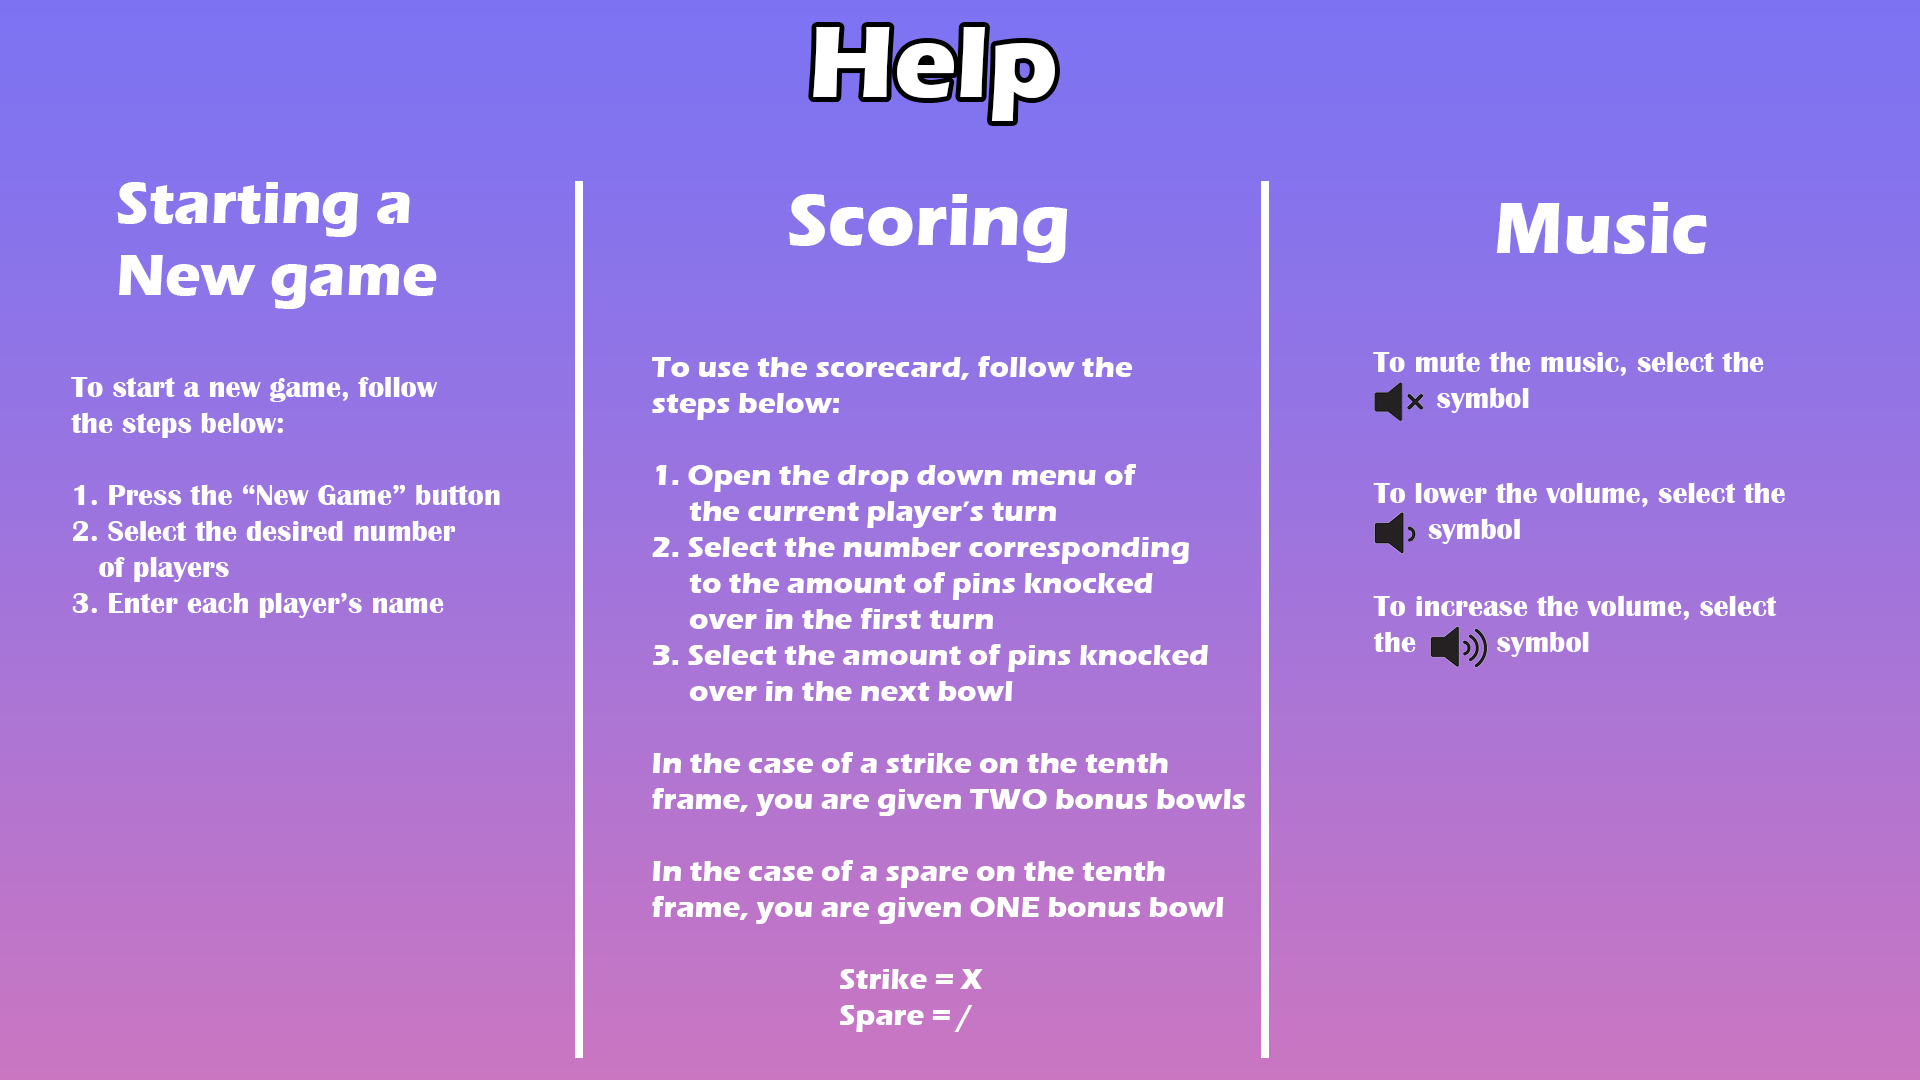 Help
Starting a
New game
To start a new game, follow
the steps below:
1. Press the “New Game” button
2. Select the desired number
of players
3. Enter each player’s name
Scoring
To use the scorecard, follow the
steps below:
1. Open the drop down menu of
the current player’s turn
2. Select the number corresponding
to the amount of pins knocked
over in the first turn
3. Select the amount of pins knocked
over in the next bowl
In the case of a strike on the tenth
frame, you are given TWO bonus bowls
In the case of a spare on the tenth
frame, you are given ONE bonus bowl
Strike = X
Spare = /
Music
To mute the music, select the
symbol
To lower the volume, select the
symbol
To increase the volume, select
the symbol